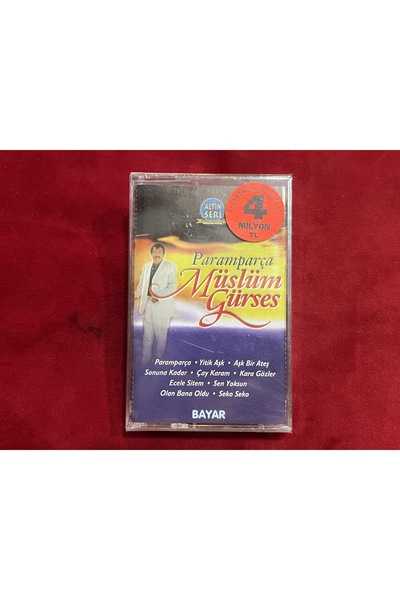 ALTIN
SERİ
4
MİLYON
TL
Paramparça
Müslüm
Gürses
Paramparça • Yitik Aşk • Aşk Bir Ateş
Sonuna Kadar • Çay Karam • Kara Gözler
Ecele Sitem • Sen Yoksun
Olan Bana Oldu • Seko Seko
BAYAR